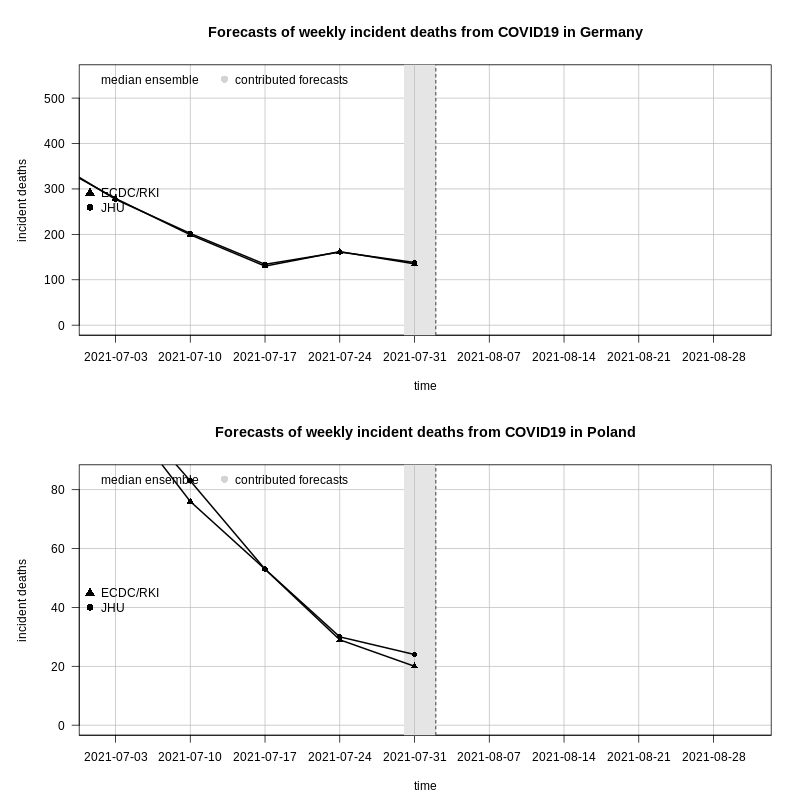 Forecasts of weekly incident deaths from COVID19 in Germany
median ensemble contributed forecasts
500
400
300
200
100
0
ECDC/RKI
JHU
incident deaths
2021-07-03 2021-07-10 2021-07-17 2021-07-24 2021-07-31 2021-08-07 2021-08-14 2021-08-21 2021-08-28
time
Forecasts of weekly incident deaths from COVID19 in Poland
median ensemble contributed forecasts
80
60
40
20
0
ECDC/RKI
JHU
incident deaths
2021-07-03 2021-07-10 2021-07-17 2021-07-24 2021-07-31 2021-08-07 2021-08-14 2021-08-21 2021-08-28
time